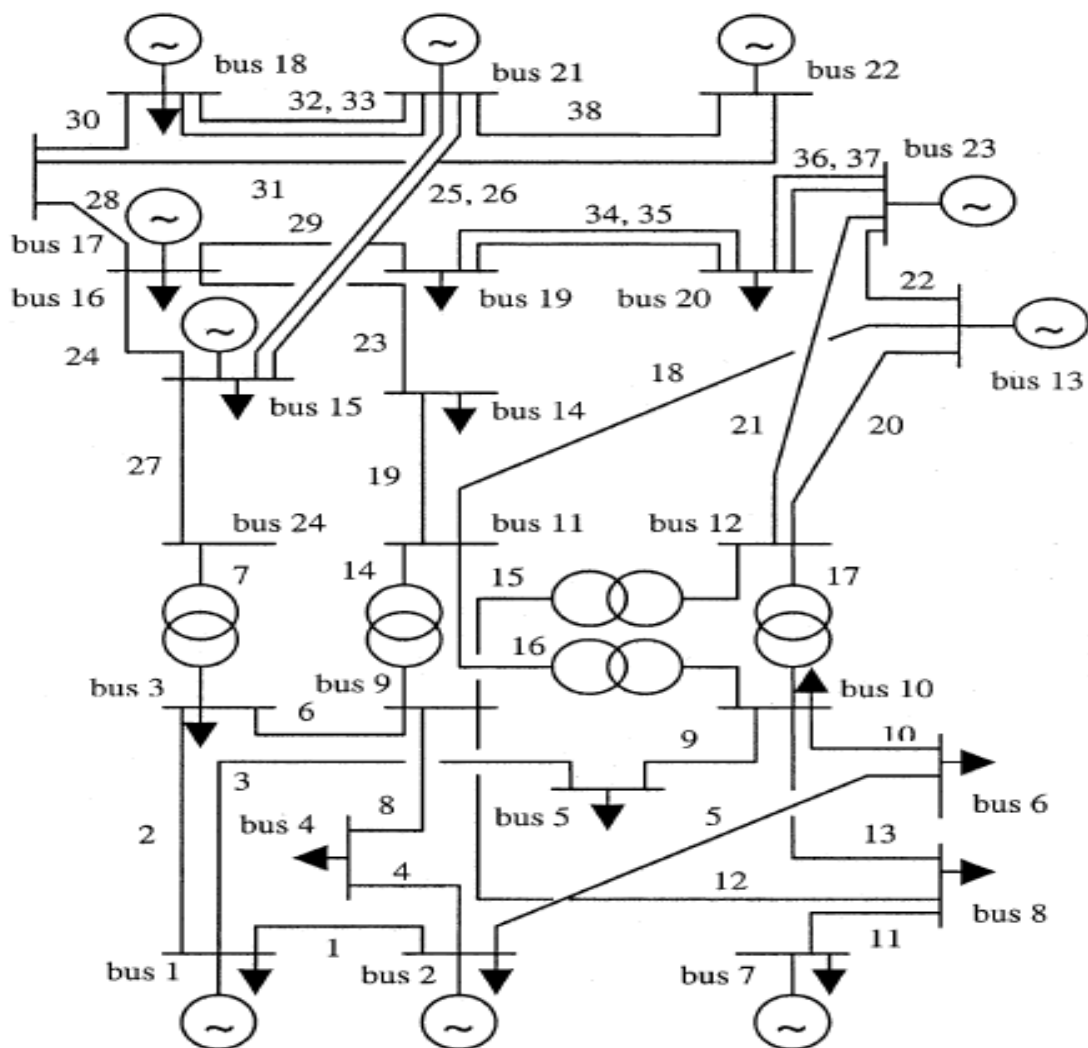 ~
~
~
bus 18
bus 21
bus 22
30
32, 33
38
36, 37
bus 23
~
28
~
31
25, 26
29
34, 35
bus 17
bus 16
bus 19
bus 20
22
~
~
24
23
18
bus 13
bus 15
bus 14
21
20
27
19
bus 24
bus 11
bus 12
7
14
15
17
16
bus 3
bus 9
bus 10
6
9
10
3
8
bus 5
5
bus 6
bus 4
2
4
13
12
bus 8
1
11
bus 1
bus 2
bus 7
~
~
~